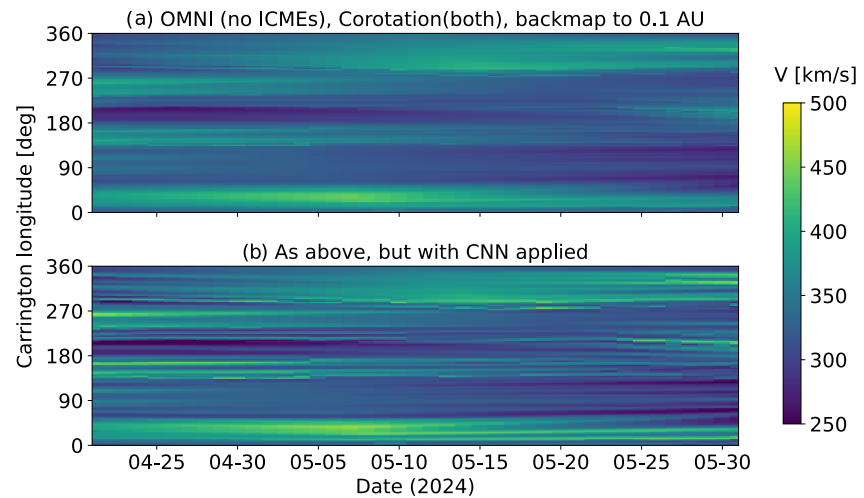 (a) OMNI (no ICMEs), Corotation(both), backmap to 0.1 AU
360
270
180
90
0
V [km/s]
500
450
400
350
300
250
Carrington longitude [deg]
(b) As above, but with CNN applied
360
270
180
90
0
04-25 04-30 05-05 05-10 05-15 05-20 05-25 05-30
Date (2024)